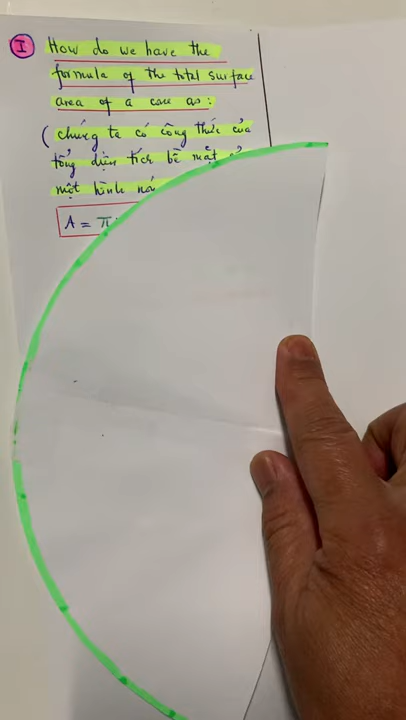 I How do we have the
formula of the total surface
area of a cone as:
( chúng ta có công thức của
tổng diện tích bề mặt
một hình nón
A = π